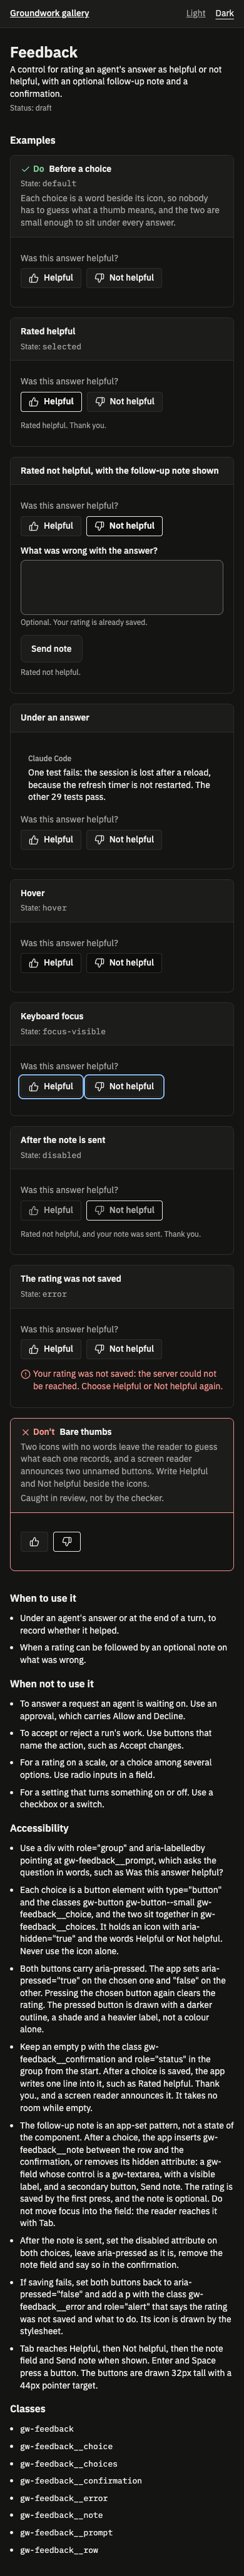 Groundwork gallery
Light Dark
Feedback
A control for rating an agent's answer as helpful or not
helpful, with an optional follow-up note and a
confirmation.
Status: draft
Examples
Do Before a choice
State: default
Each choice is a word beside its icon, so nobody
has to guess what a thumb means, and the two are
small enough to sit under every answer.
Was this answer helpful?
Helpful Not helpful
Rated helpful
State: selected
Was this answer helpful?
Helpful Not helpful
Rated helpful. Thank you.
Rated not helpful, with the follow-up note shown
Was this answer helpful?
Helpful Not helpful
What was wrong with the answer?
Optional. Your rating is already saved.
Send note
Rated not helpful.
Under an answer
Claude Code
One test fails: the session is lost after a reload,
because the refresh timer is not restarted. The
other 29 tests pass.
Was this answer helpful?
Helpful Not helpful
Hover
State: hover
Was this answer helpful?
Helpful Not helpful
Keyboard focus
State: focus-visible
Was this answer helpful?
Helpful Not helpful
After the note is sent
State: disabled
Was this answer helpful?
Helpful Not helpful
Rated not helpful, and your note was sent. Thank you.
The rating was not saved
State: error
Was this answer helpful?
Helpful Not helpful
Your rating was not saved: the server could not
be reached. Choose Helpful or Not helpful again.
Don't Bare thumbs
Two icons with no words leave the reader to guess
what each one records, and a screen reader
announces two unnamed buttons. Write Helpful
and Not helpful beside the icons.
Caught in review, not by the checker.
When to use it
• Under an agent's answer or at the end of a turn, to
record whether it helped.
• When a rating can be followed by an optional note on
what was wrong.
When not to use it
• To answer a request an agent is waiting on. Use an
approval, which carries Allow and Decline.
• To accept or reject a run's work. Use buttons that
name the action, such as Accept changes.
• For a rating on a scale, or a choice among several
options. Use radio inputs in a field.
• For a setting that turns something on or off. Use a
checkbox or a switch.
Accessibility
• Use a div with role="group" and aria-labelledby
pointing at gw-feedback__prompt, which asks the
question in words, such as Was this answer helpful?
• Each choice is a button element with type="button"
and the classes gw-button gw-button--small gw-
feedback__choice, and the two sit together in gw-
feedback__choices. It holds an icon with aria-
hidden="true" and the words Helpful or Not helpful.
Never use the icon alone.
• Both buttons carry aria-pressed. The app sets aria-
pressed="true" on the chosen one and "false" on the
other. Pressing the chosen button again clears the
rating. The pressed button is drawn with a darker
outline, a shade and a heavier label, not a colour
alone.
• Keep an empty p with the class gw-
feedback__confirmation and role="status" in the
group from the start. After a choice is saved, the app
writes one line into it, such as Rated helpful. Thank
you., and a screen reader announces it. It takes no
room while empty.
• The follow-up note is an app-set pattern, not a state of
the component. After a choice, the app inserts gw-
feedback__note between the row and the
confirmation, or removes its hidden attribute: a gw-
field whose control is a gw-textarea, with a visible
label, and a secondary button, Send note. The rating is
saved by the first press, and the note is optional. Do
not move focus into the field: the reader reaches it
with Tab.
• After the note is sent, set the disabled attribute on
both choices, leave aria-pressed as it is, remove the
note field and say so in the confirmation.
• If saving fails, set both buttons back to aria-
pressed="false" and add a p with the class gw-
feedback__error and role="alert" that says the rating
was not saved and what to do. Its icon is drawn by the
stylesheet.
• Tab reaches Helpful, then Not helpful, then the note
field and Send note when shown. Enter and Space
press a button. The buttons are drawn 32px tall with a
44px pointer target.
Classes
• gw-feedback
• gw-feedback__choice
• gw-feedback__choices
• gw-feedback__confirmation
• gw-feedback__error
• gw-feedback__note
• gw-feedback__prompt
• gw-feedback__row